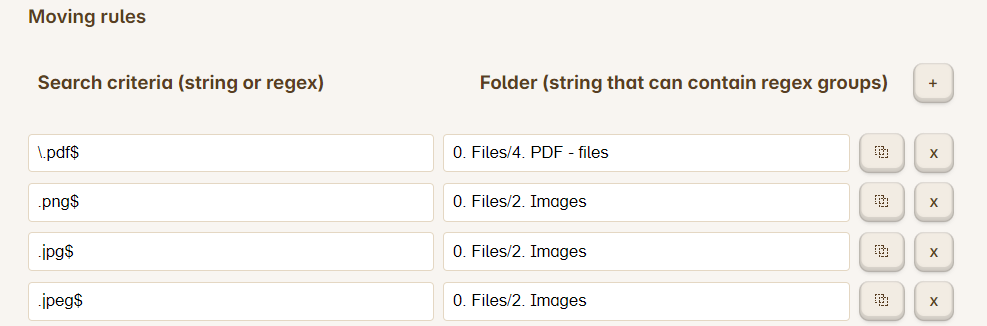 Moving rules
Search criteria (string or regex) Folder (string that can contain regex groups) +
\.pdf$ 0. Files/4. PDF - files x
.png$ 0. Files/2. Images x
.jpg$ 0. Files/2. Images x
.jpeg$ 0. Files/2. Images x